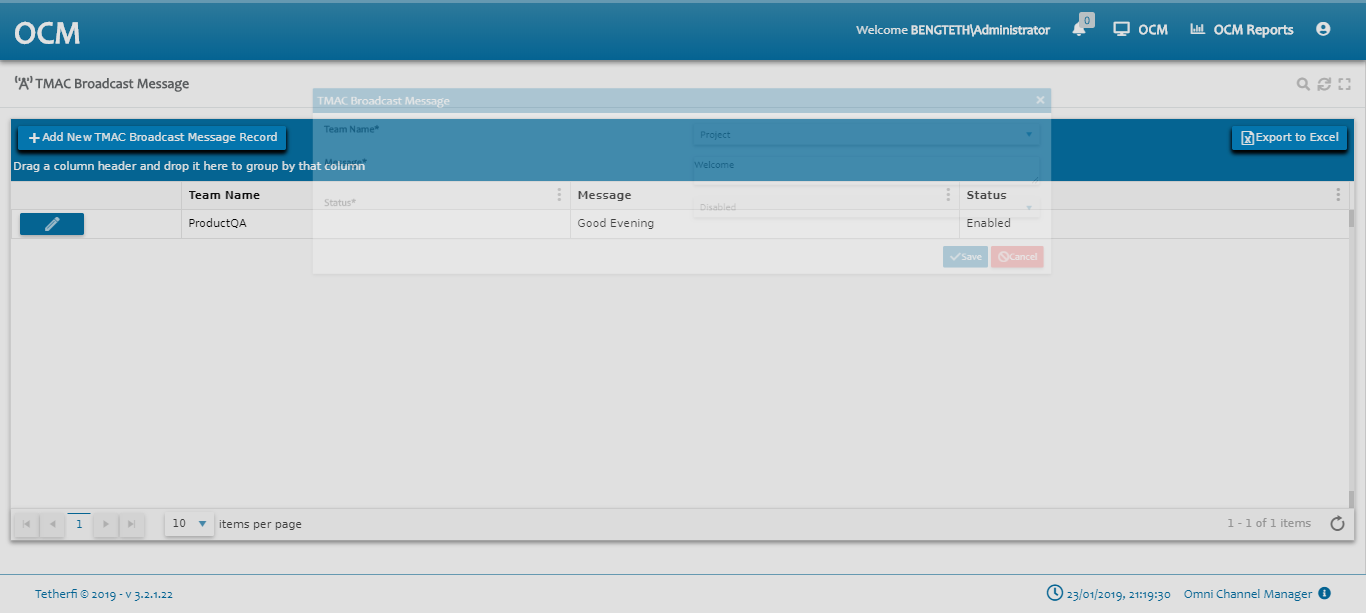 OCM
Welcome BENGTETH\Administrator
0
OCM
OCM Reports
TMAC Broadcast Message
TMAC Broadcast Message
Add New TMAC Broadcast Message Record
Export to Excel
Drag a column header and drop it here to group by that column
Team Name*
Project
Message*
Welcome
Status*
Disabled
Save
Cancel
Team Name
Message
Status
ProductQA
Good Evening
Enabled
1
10
items per page
1 - 1 of 1 items
Tetherfi © 2019 - v 3.2.1.22
23/01/2019, 21:19:30
Omni Channel Manager